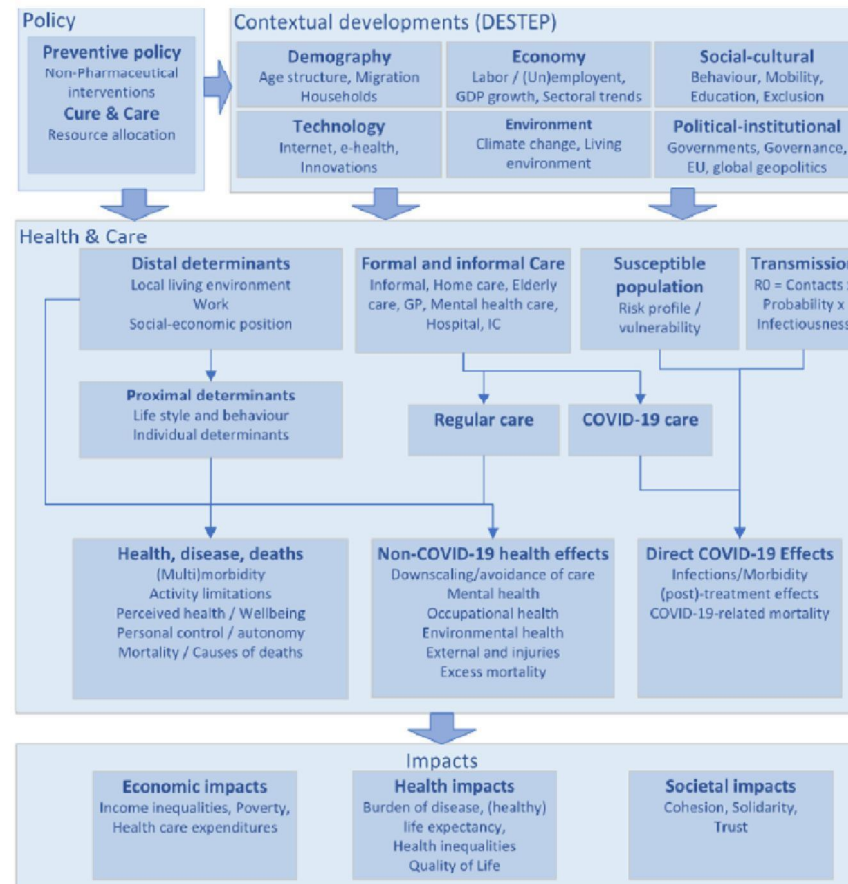 Policy
Preventive policy
Non-Pharmaceutical
interventions
Cure & Care
Resource allocation
Contextual developments (DESTEP)
Demography
Age structure, Migration
Households
Economy
Labor / (Un)employent,
GDP growth, Sectoral trends
Social-cultural
Behaviour, Mobility,
Education, Exclusion
Technology
Internet, e-health,
Innovations
Environment
Climate change, Living
environment
Political-institutional
Governments, Governance,
EU, global geopolitics
Health & Care
Distal determinants
Local living environment
Work
Social-economic position
Formal and informal Care
Informal, Home care, Elderly
care, GP, Mental health care,
Hospital, IC
Susceptible
population
Risk profile /
vulnerability
Transmission
R0 = Contacts x
Probability x
Infectiousness
Proximal determinants
Life style and behaviour
Individual determinants
Regular care
COVID-19 care
Health, disease, deaths
(Multi)morbidity
Activity limitations
Perceived health / Wellbeing
Personal control / autonomy
Mortality / Causes of deaths
Non-COVID-19 health effects
Downscaling/avoidance of care
Mental health
Occupational health
Environmental health
External and injuries
Excess mortality
Direct COVID-19 Effects
Infections/Morbidity
(post)-treatment effects
COVID-19-related mortality
Impacts
Economic impacts
Income inequalities, Poverty,
Health care expenditures
Health impacts
Burden of disease, (healthy)
life expectancy,
Health inequalities
Quality of Life
Societal impacts
Cohesion, Solidarity,
Trust